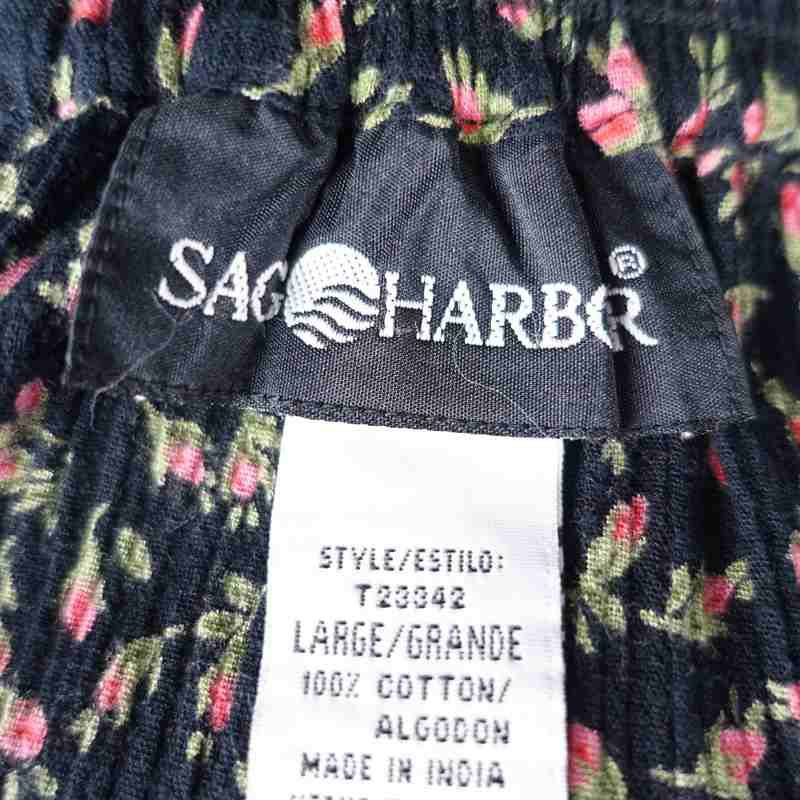 SAG HARBOR®
STYLE/ESTILO:
T23342
LARGE/GRANDE
100% COTTON/
ALGODON
MADE IN INDIA